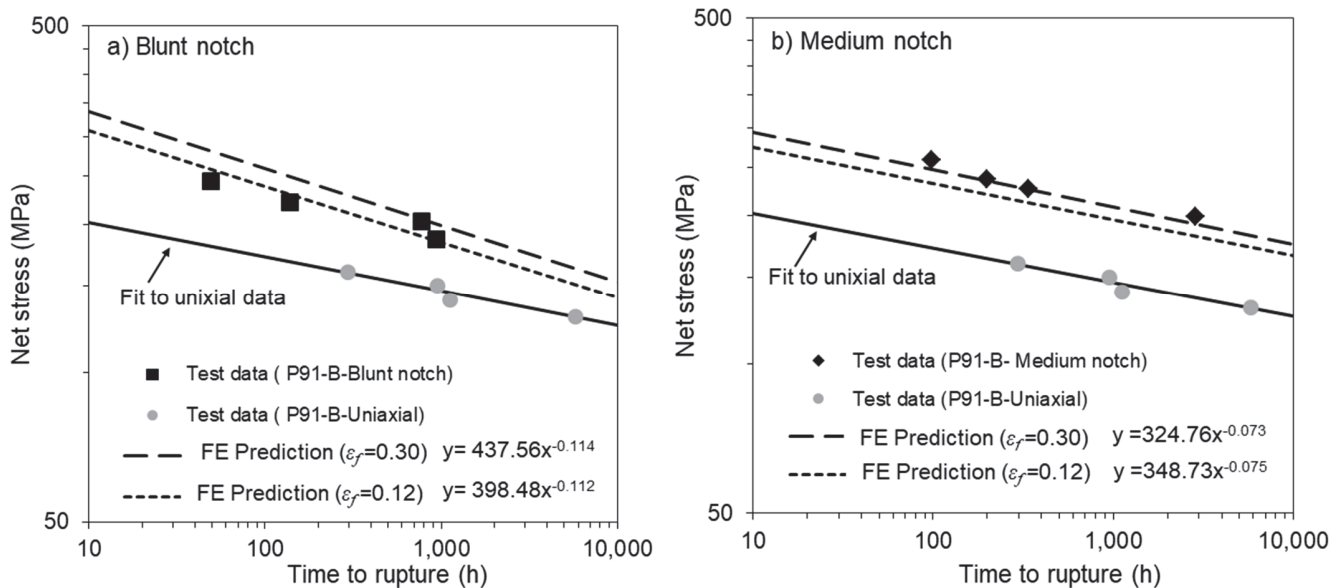 a) Blunt notch
500
50
Net stress (MPa)
Fit to unixial data
Test data ( P91-B-Blunt notch)
Test data ( P91-B-Uniaxial)
FE Prediction (εf=0.30) y= 437.56x-0.114
FE Prediction (εf=0.12) y= 398.48x-0.112
10 100 1,000 10,000
Time to rupture (h)
b) Medium notch
500
50
Net stress (MPa)
Fit to unixial data
Test data (P91-B- Medium notch)
Test data (P91-B-Uniaxial)
FE Prediction (εf=0.30) y =324.76x-0.073
FE Prediction (εf=0.12) y =348.73x-0.075
10 100 1,000 10,000
Time to rupture (h)